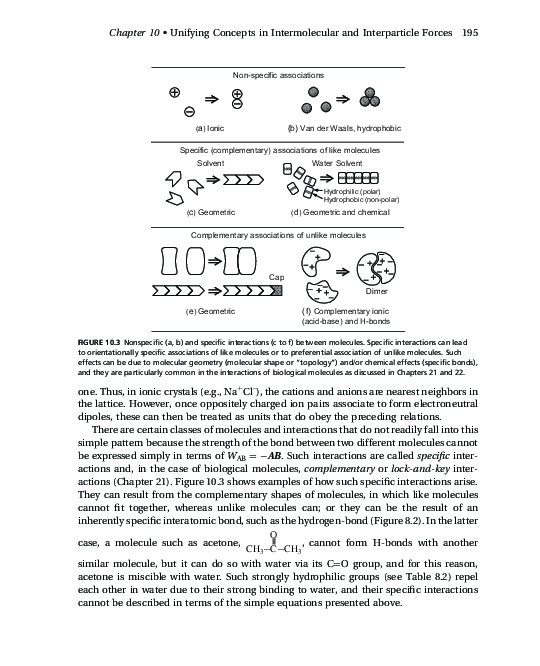 Chapter 10 • Unifying Concepts in Intermolecular and Interparticle Forces 195
Non-specific associations
(a) Ionic
(b) Van der Waals, hydrophobic
Specific (complementary) associations of like molecules
Solvent
Water Solvent
Hydrophilic (polar)
Hydrophobic (non-polar)
(c) Geometric
(d) Geometric and chemical
Complementary associations of unlike molecules
Cap
Dimer
(e) Geometric
(f) Complementary ionic
(acid-base) and H-bonds
FIGURE 10.3 Nonspecific (a, b) and specific interactions (c to f) between molecules. Specific interactions can lead
to orientationally specific associations of like molecules or to preferential association of unlike molecules. Such
effects can be due to molecular geometry (molecular shape or “topology”) and/or chemical effects (specific bonds),
and they are particularly common in the interactions of biological molecules as discussed in Chapters 21 and 22.
one. Thus, in ionic crystals (e.g., Na⁺Cl⁻), the cations and anions are nearest neighbors in
the lattice. However, once oppositely charged ion pairs associate to form electroneutral
dipoles, these can then be treated as units that do obey the preceding relations.
There are certain classes of molecules and interactions that do not readily fall into this
simple pattern because the strength of the bond between two different molecules cannot
be expressed simply in terms of W_AB = −AB. Such interactions are called specific inter-
actions and, in the case of biological molecules, complementary or lock-and-key inter-
actions (Chapter 21). Figure 10.3 shows examples of how such specific interactions arise.
They can result from the complementary shapes of molecules, in which like molecules
cannot fit together, whereas unlike molecules can; or they can be the result of an
inherently specific interatomic bond, such as the hydrogen-bond (Figure 8.2). In the latter
O
case, a molecule such as acetone, CH₃–C–CH₃, cannot form H-bonds with another
similar molecule, but it can do so with water via its C=O group, and for this reason,
acetone is miscible with water. Such strongly hydrophilic groups (see Table 8.2) repel
each other in water due to their strong binding to water, and their specific interactions
cannot be described in terms of the simple equations presented above.